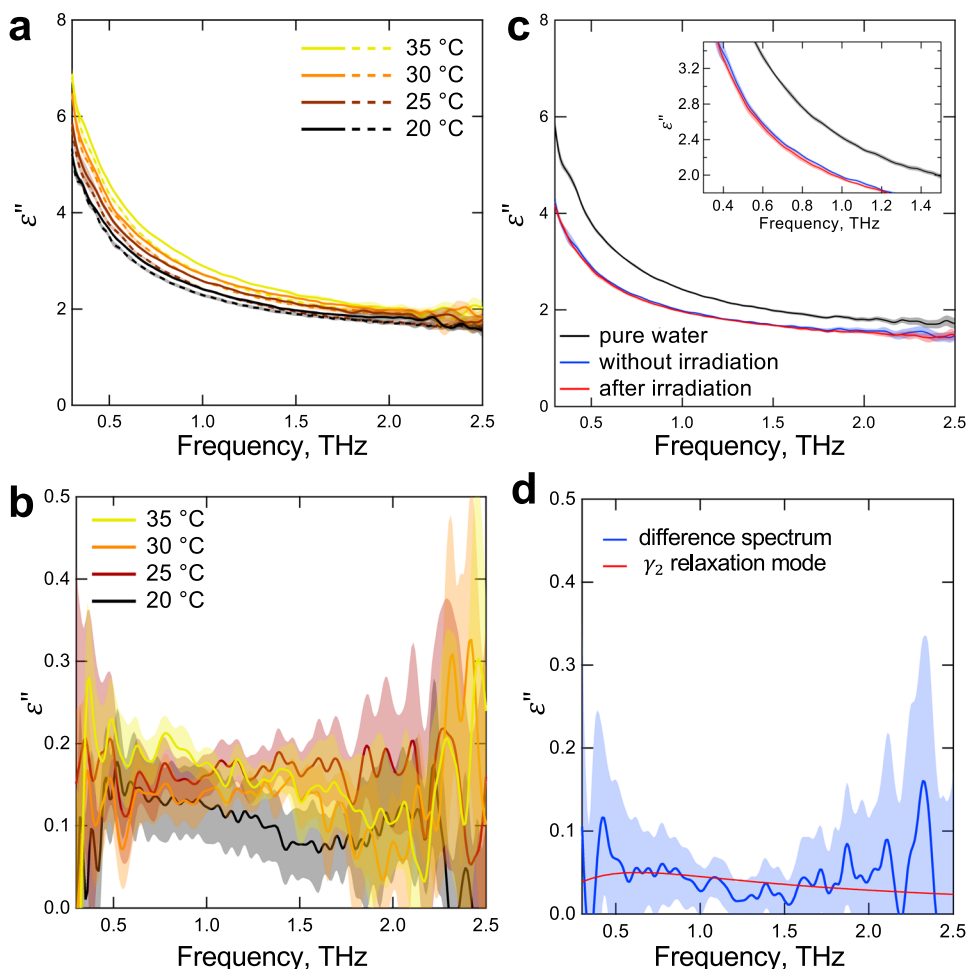 a
8
6
4
2
0
ε''
0.5
1.0
1.5
2.0
2.5
Frequency, THz
35 °C
30 °C
25 °C
20 °C
c
8
6
4
2
0
ε''
0.5
1.0
1.5
2.0
2.5
Frequency, THz
3.2
2.8
2.4
2.0
ε''
0.4
0.6
0.8
1.0
1.2
1.4
Frequency, THz
pure water
without irradiation
after irradiation
b
0.5
0.4
0.3
0.2
0.1
0.0
ε''
0.5
1.0
1.5
2.0
2.5
Frequency, THz
35 °C
30 °C
25 °C
20 °C
d
0.5
0.4
0.3
0.2
0.1
0.0
ε''
0.5
1.0
1.5
2.0
2.5
Frequency, THz
difference spectrum
γ₂ relaxation mode